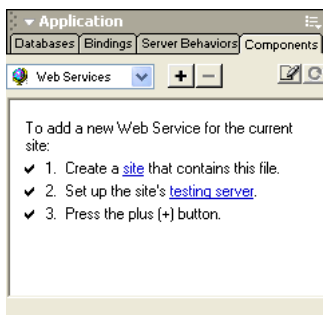 Application
Databases Bindings Server Behaviors Components
Web Services
To add a new Web Service for the current
site:
1. Create a site that contains this file.
2. Set up the site's testing server.
3. Press the plus (+) button.